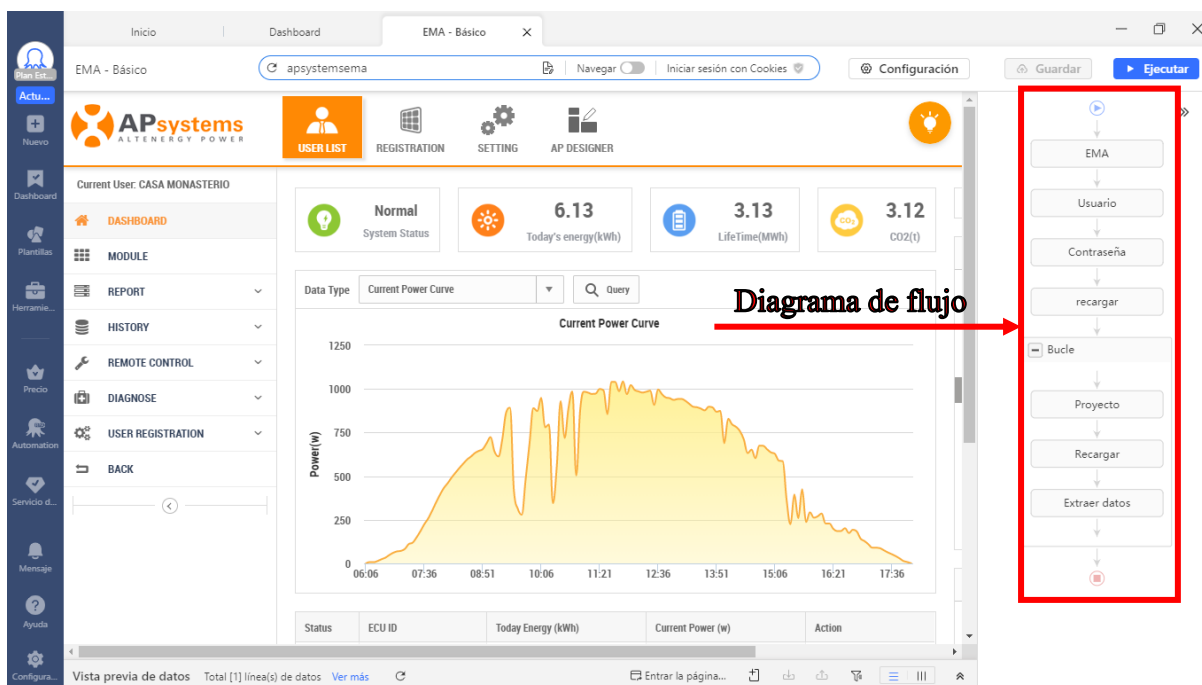 Inicio
Dashboard
EMA - Básico
Plan Est...
EMA - Básico
apsystemsema
Navegar
Iniciar sesión con Cookies
Configuración
Guardar
Ejecutar
Actu...
Nuevo
Dashboard
Plantillas
Herramie...
Precio
Automation
Servicio d...
Mensaje
Ayuda
Configura...
APsystems
ALTENERGY POWER
USER LIST
REGISTRATION
SETTING
AP DESIGNER
Current User: CASA MONASTERIO
DASHBOARD
MODULE
REPORT
HISTORY
REMOTE CONTROL
DIAGNOSE
USER REGISTRATION
BACK
Normal
System Status
6.13
Today's energy(kWh)
3.13
LifeTime(MWh)
CO₂
3.12
CO2(t)
Data Type
Current Power Curve
Query
Current Power Curve
Power(w)
1250
1000
750
500
250
0
06:06 07:36 08:51 10:06 11:21 12:36 13:51 15:06 16:21 17:36
Status ECU ID Today Energy (kWh) Current Power (w) Action
Diagrama de flujo
EMA
Usuario
Contraseña
recargar
Bucle
Proyecto
Recargar
Extraer datos
Vista previa de datos Total [1] línea(s) de datos Ver más
Entrar la página...